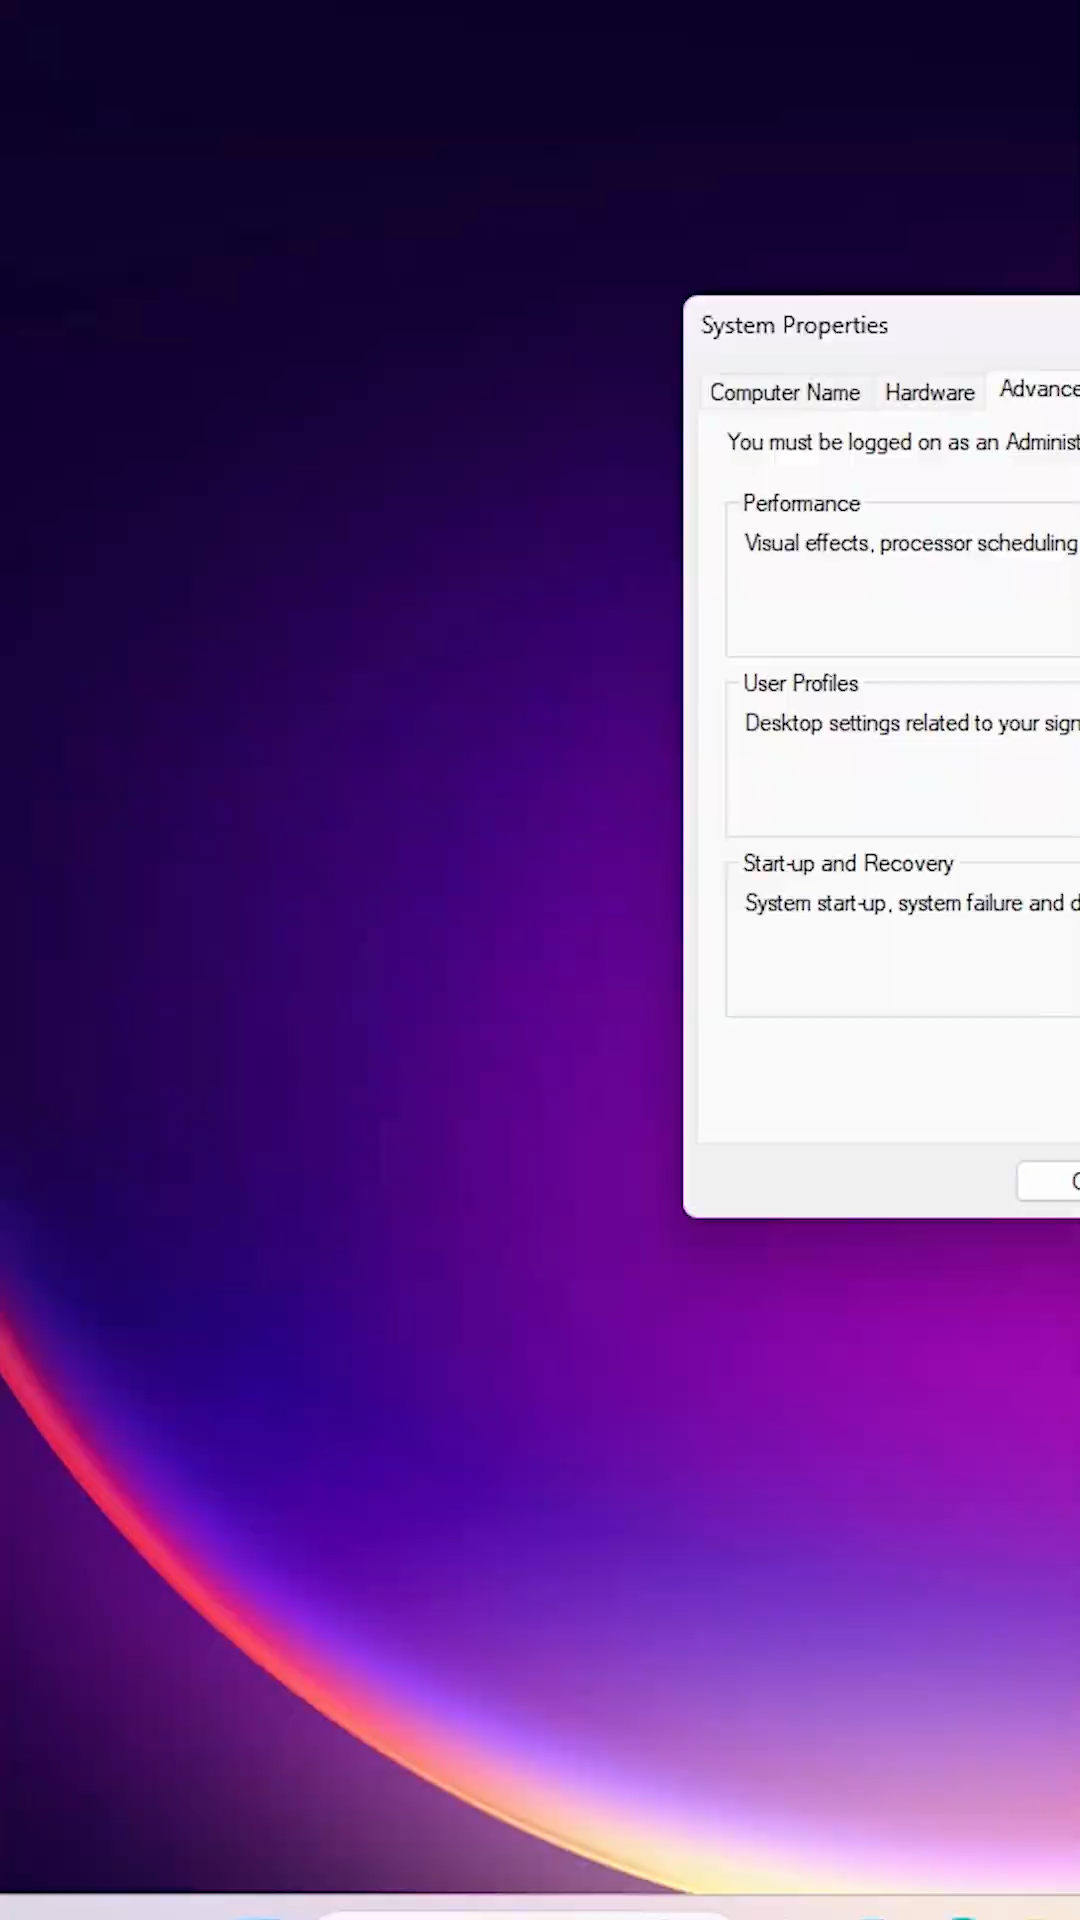 System Properties
Computer Name Hardware Advance
You must be logged on as an Administ
Performance
Visual effects, processor scheduling
User Profiles
Desktop settings related to your sign
Start-up and Recovery
System start-up, system failure and d